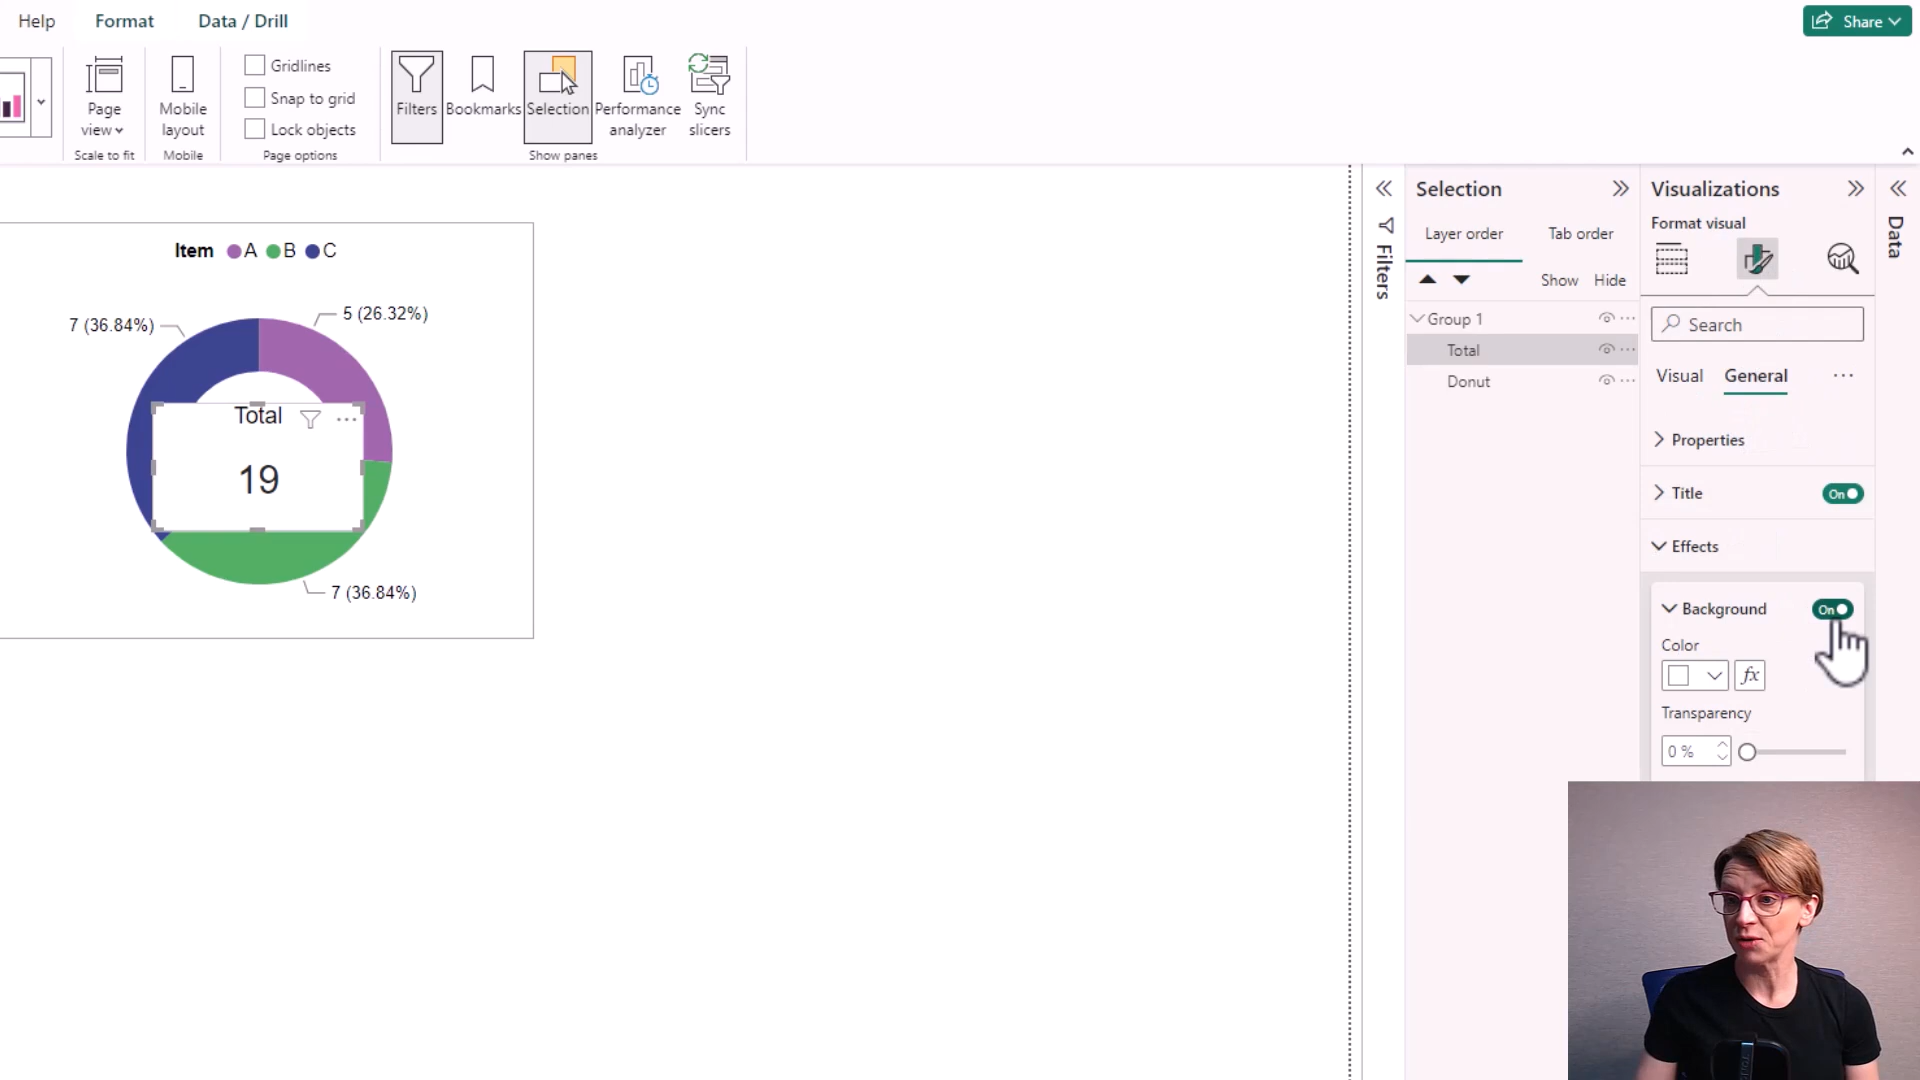 Help Format Data / Drill Share
Page view
Scale to fit
Mobile layout
Mobile
Gridlines
Snap to grid
Lock objects
Page options
Filters
Bookmarks
Selection
Performance analyzer
Sync slicers
Show panes
Item A B C
7 (36.84%)
5 (26.32%)
Total
19
7 (36.84%)
Filters
Selection
Layer order Tab order
Show Hide
Group 1
Total
Donut
Visualizations
Format visual
Search
Visual General
Properties
Title On
Effects
Background On
Color
fx
Transparency
0 %
Data